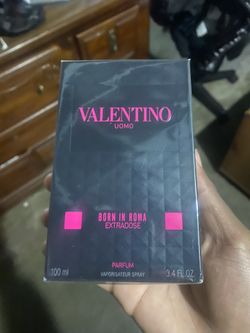 VALENTINO
UOMO
BORN IN ROMA
EXTRADOSE
PARFUM
100 ml VAPORISATEUR SPRAY 3.4 FL.OZ